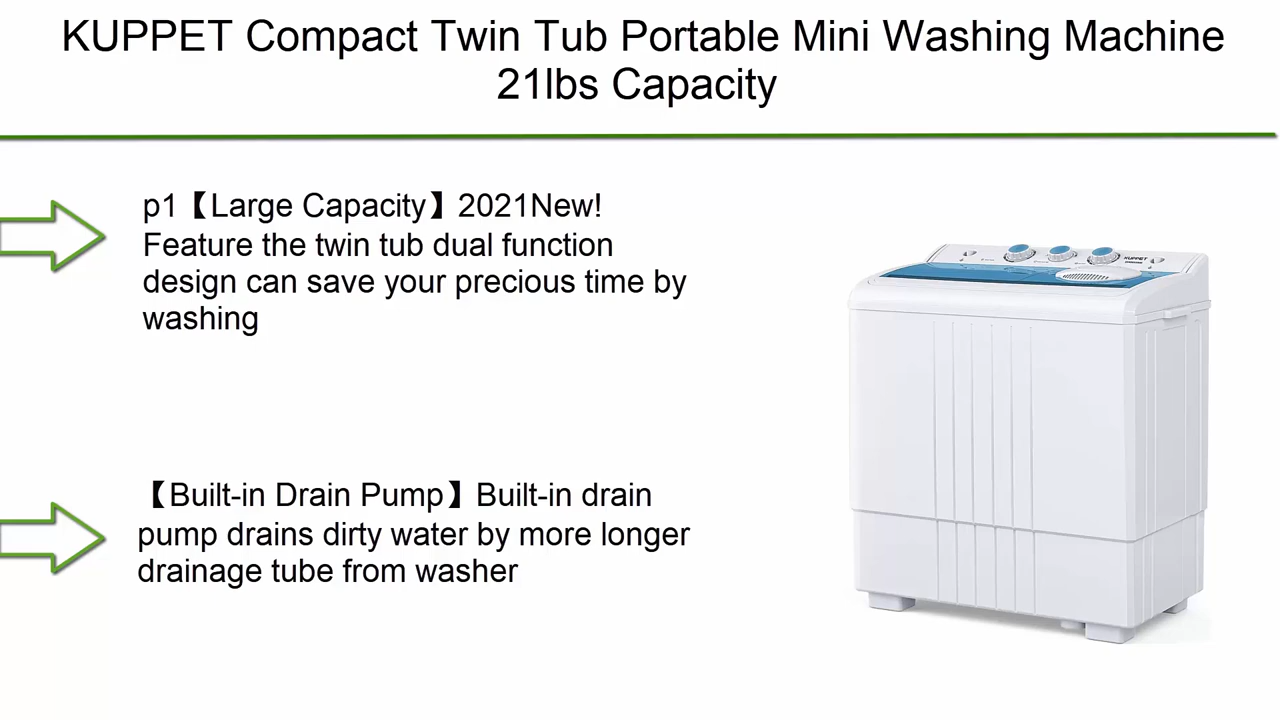 KUPPET Compact Twin Tub Portable Mini Washing Machine
21lbs Capacity
p1【Large Capacity】2021New!
Feature the twin tub dual function
design can save your precious time by
washing
【Built-in Drain Pump】Built-in drain
pump drains dirty water by more longer
drainage tube from washer
KUPPET